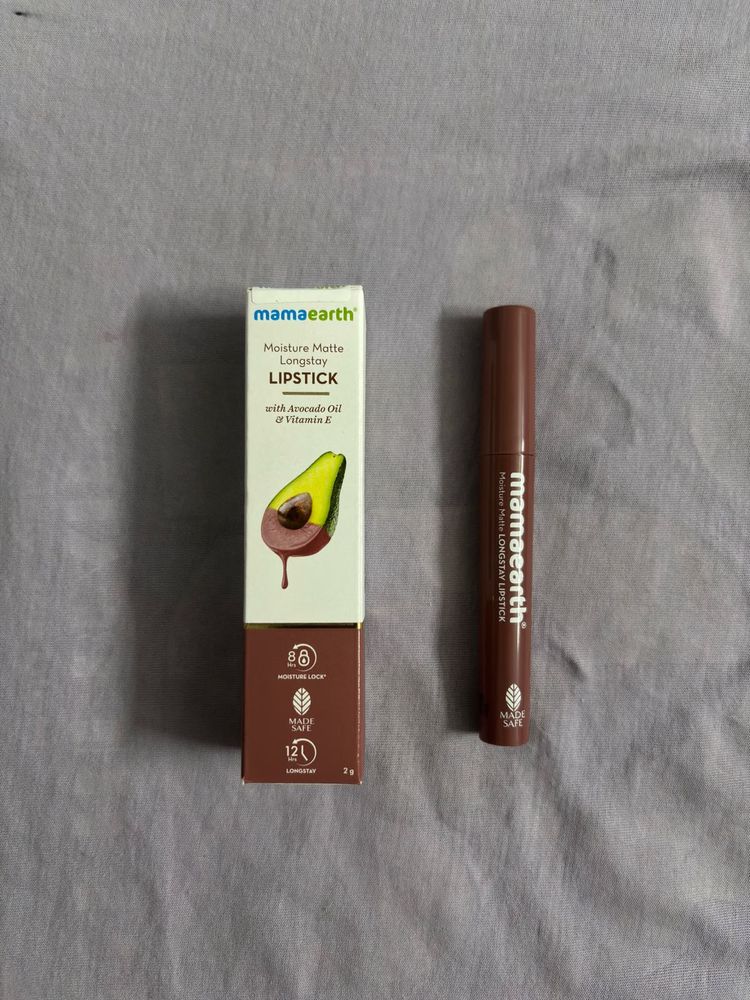 mamaearth®
Moisture Matte
Longstay
LIPSTICK
with Avocado Oil
& Vitamin E
8
Hrs
MOISTURE LOCK*
MADE
SAFE
12
Hrs
LONGSTAY
2 g
mamaearth®
Moisture Matte LONGSTAY LIPSTICK
MADE
SAFE